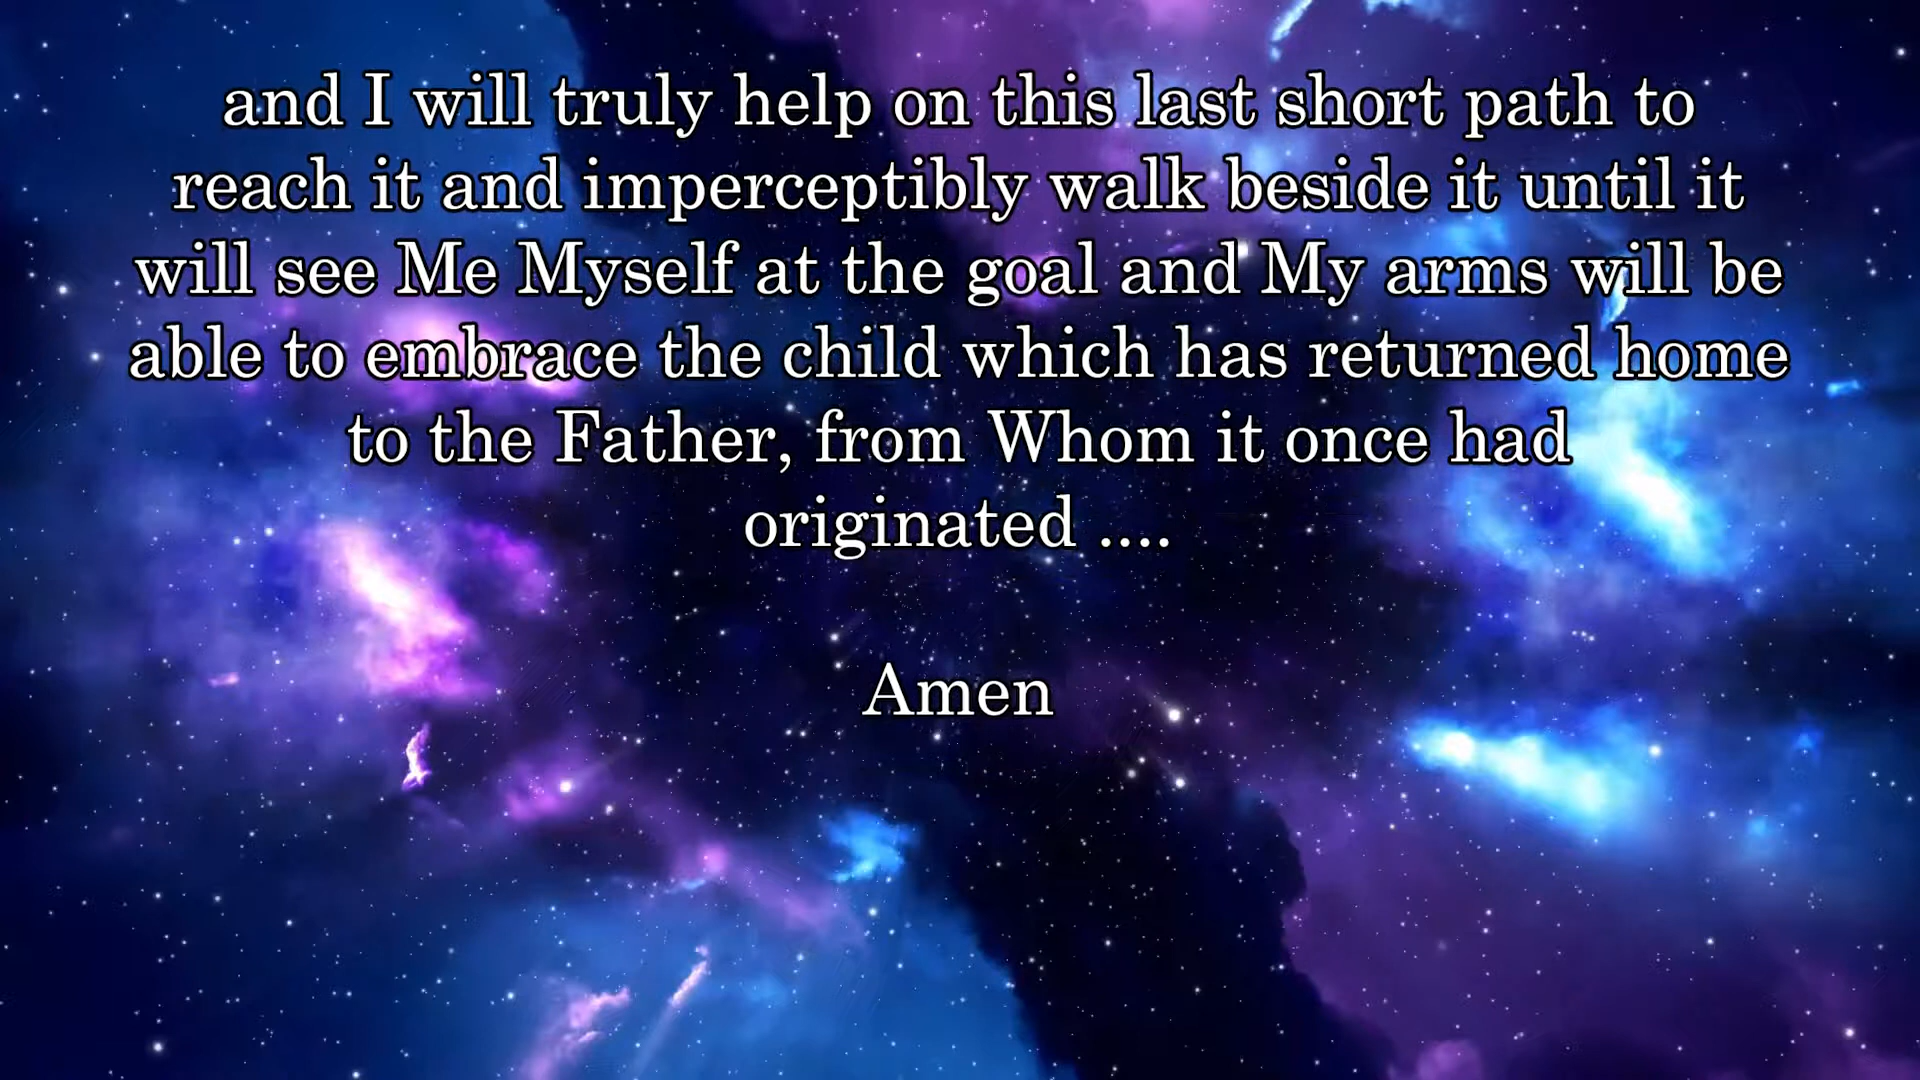 and I will truly help on this last short path to
reach it and imperceptibly walk beside it until it
will see Me Myself at the goal and My arms will be
able to embrace the child which has returned home
to the Father, from Whom it once had
originated ....
Amen